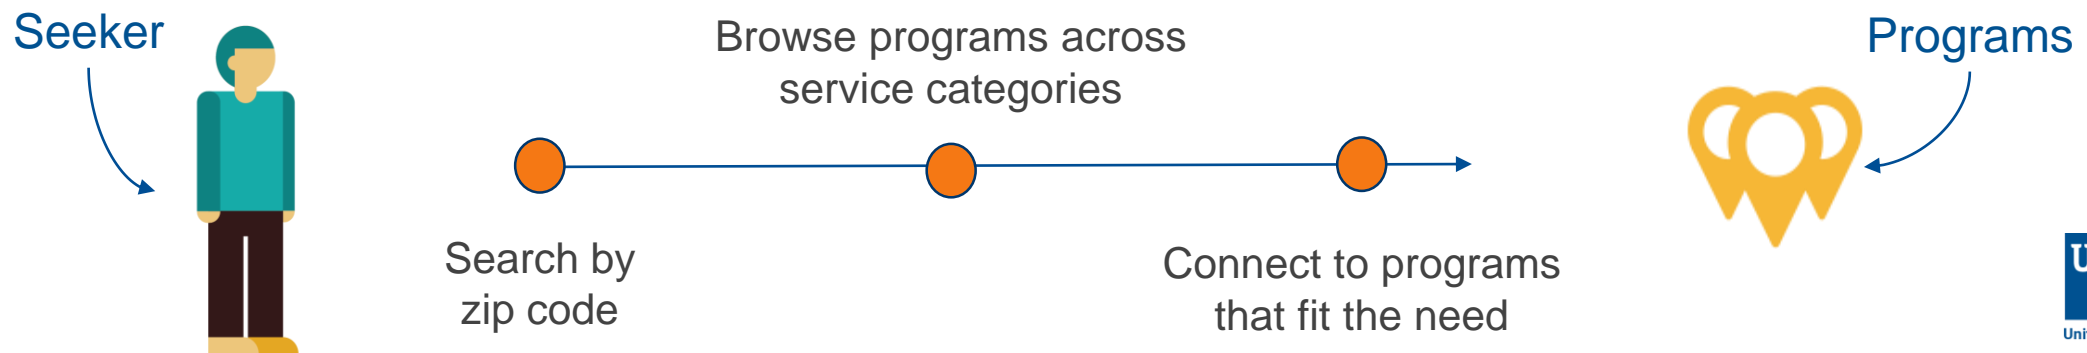 Seeker
Browse programs across
service categories
Programs
Search by
zip code
Connect to programs
that fit the need